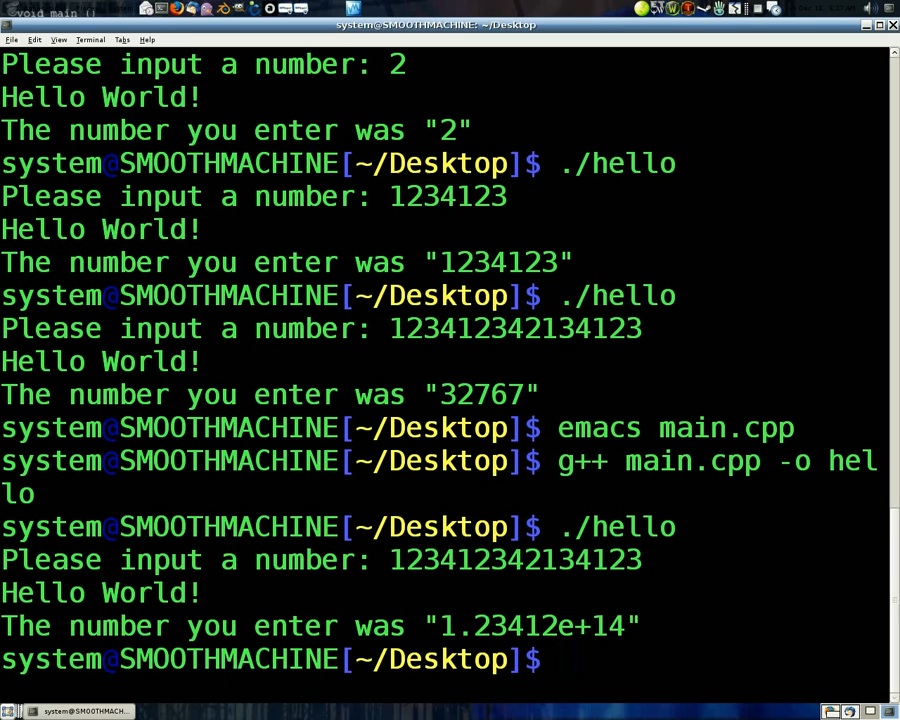 void main ()
system@SMOOTHMACHINE: ~/Desktop
File Edit View Terminal Tabs Help
Please input a number: 2
Hello World!
The number you enter was "2"
system@SMOOTHMACHINE[~/Desktop]$ ./hello
Please input a number: 1234123
Hello World!
The number you enter was "1234123"
system@SMOOTHMACHINE[~/Desktop]$ ./hello
Please input a number: 123412342134123
Hello World!
The number you enter was "32767"
system@SMOOTHMACHINE[~/Desktop]$ emacs main.cpp
system@SMOOTHMACHINE[~/Desktop]$ g++ main.cpp -o hel
lo
system@SMOOTHMACHINE[~/Desktop]$ ./hello
Please input a number: 123412342134123
Hello World!
The number you enter was "1.23412e+14"
system@SMOOTHMACHINE[~/Desktop]$
system@SMOOTHMACH...